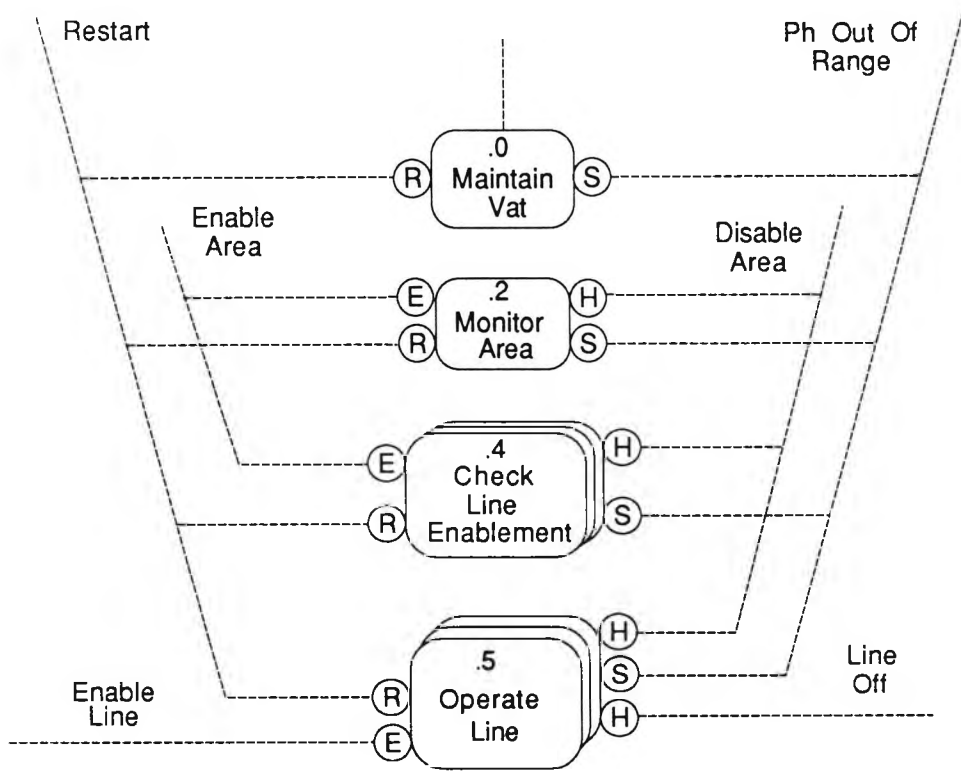 Restart
Ph Out Of
Range
.0
R
Maintain
Vat
S
Enable
Area
Disable
Area
E
.2
H
R
Monitor
Area
S
E
.4
H
Check
Line
R
Enablement
S
H
.5
S
Line
Off
Enable
Line
R
Operate
Line
H
E